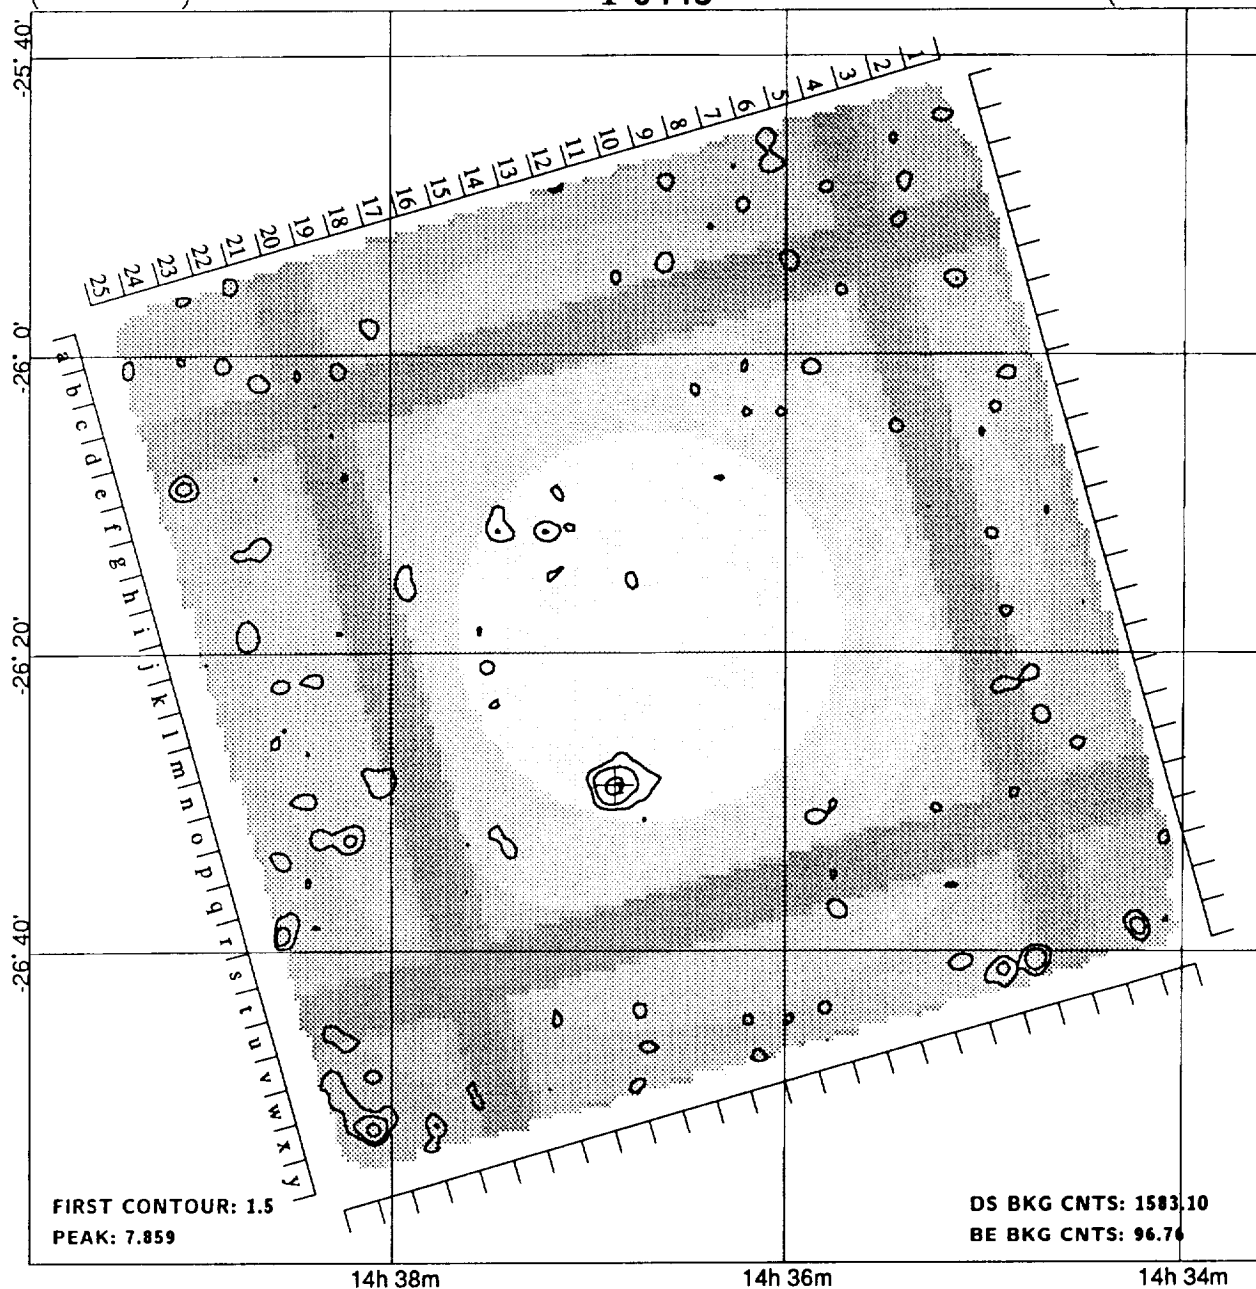 -25° 40'
1
2
3
4
5
6
7
8
9
10
11
12
13
14
15
16
17
18
19
20
21
22
23
24
25
-26° 0'
a
b
c
d
e
f
g
h
i
j
k
l
m
n
o
p
q
r
s
t
u
v
w
x
y
-26° 20'
-26° 40'
FIRST CONTOUR: 1.5
PEAK: 7.859
DS BKG CNTS: 1583.10
BE BKG CNTS: 96.76
14h 38m
14h 36m
14h 34m